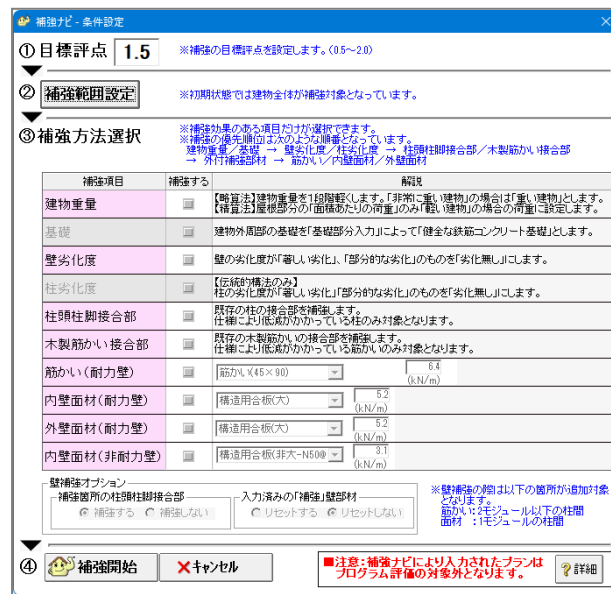 補強ナビ - 条件設定
①目標評点 1.5 ※補強の目標評点を設定します。(0.5～2.0)
② 補強範囲設定 ※初期状態では建物全体が補強対象となっています。
③補強方法選択
※補強効果のある項目だけが選択できます。
※補強の優先順位は次のような順番となっています。
建物重量／基礎 → 壁劣化度／柱劣化度 → 柱頭柱脚接合部／木製筋かい接合部
→ 外付補強部材 → 筋かい／内壁面材／外壁面材
補強項目 補強する 解説
建物重量
【略算法】建物重量を1段階軽くします。「非常に重い建物」の場合は「重い建物」とします。
【精算法】屋根部分の「面積あたりの荷重」のみ「軽い建物」の場合の荷重に設定します。
基礎 建物外周部の基礎を「基礎部分入力」によって「健全な鉄筋コンクリート基礎」とします。
壁劣化度 壁の劣化度が「著しい劣化」、「部分的な劣化」のものを「劣化無し」にします。
柱劣化度
【伝統的構法のみ】
柱の劣化度が「著しい劣化」「部分的な劣化」のものを「劣化無し」にします。
柱頭柱脚接合部
既存の柱の接合部を補強します。
仕様により低減がかかっている柱のみ対象となります。
木製筋かい接合部
既存の木製筋かいの接合部を補強します。
仕様により低減がかかっている筋かいのみ対象となります。
筋かい(耐力壁) 筋かい(45×90) 6.4
(kN/m)
内壁面材(耐力壁) 構造用合板(大) 5.2
(kN/m)
外壁面材(耐力壁) 構造用合板(大) 5.2
(kN/m)
内壁面材(非耐力壁) 構造用合板(非大-N50@ 3.1
(kN/m)
壁補強オプション
補強箇所の柱頭柱脚接合部
補強する 補強しない
入力済みの「補強」壁部材
リセットする リセットしない
※壁補強の際は以下の箇所が追加対象
となります。
筋かい：2モジュール以下の柱間
面材 ：1モジュールの柱間
④ 補強開始 キャンセル
■注意：補強ナビにより入力されたプランは
プログラム評価の対象外となります。
詳細